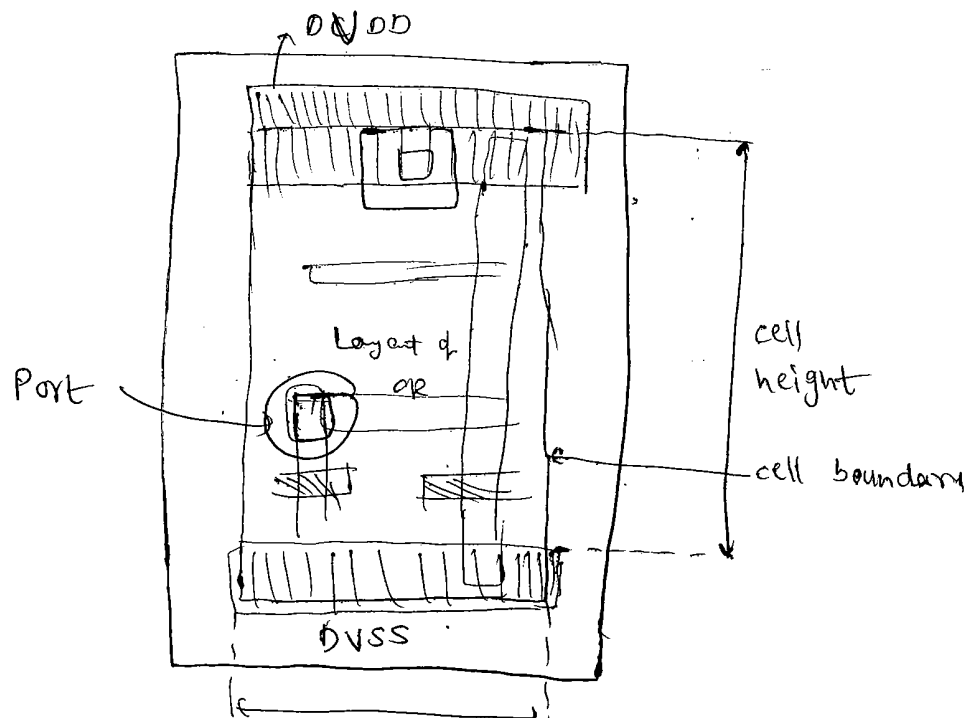 DVDD
cell
height
Layout of
OR
Port
cell boundary
DVSS